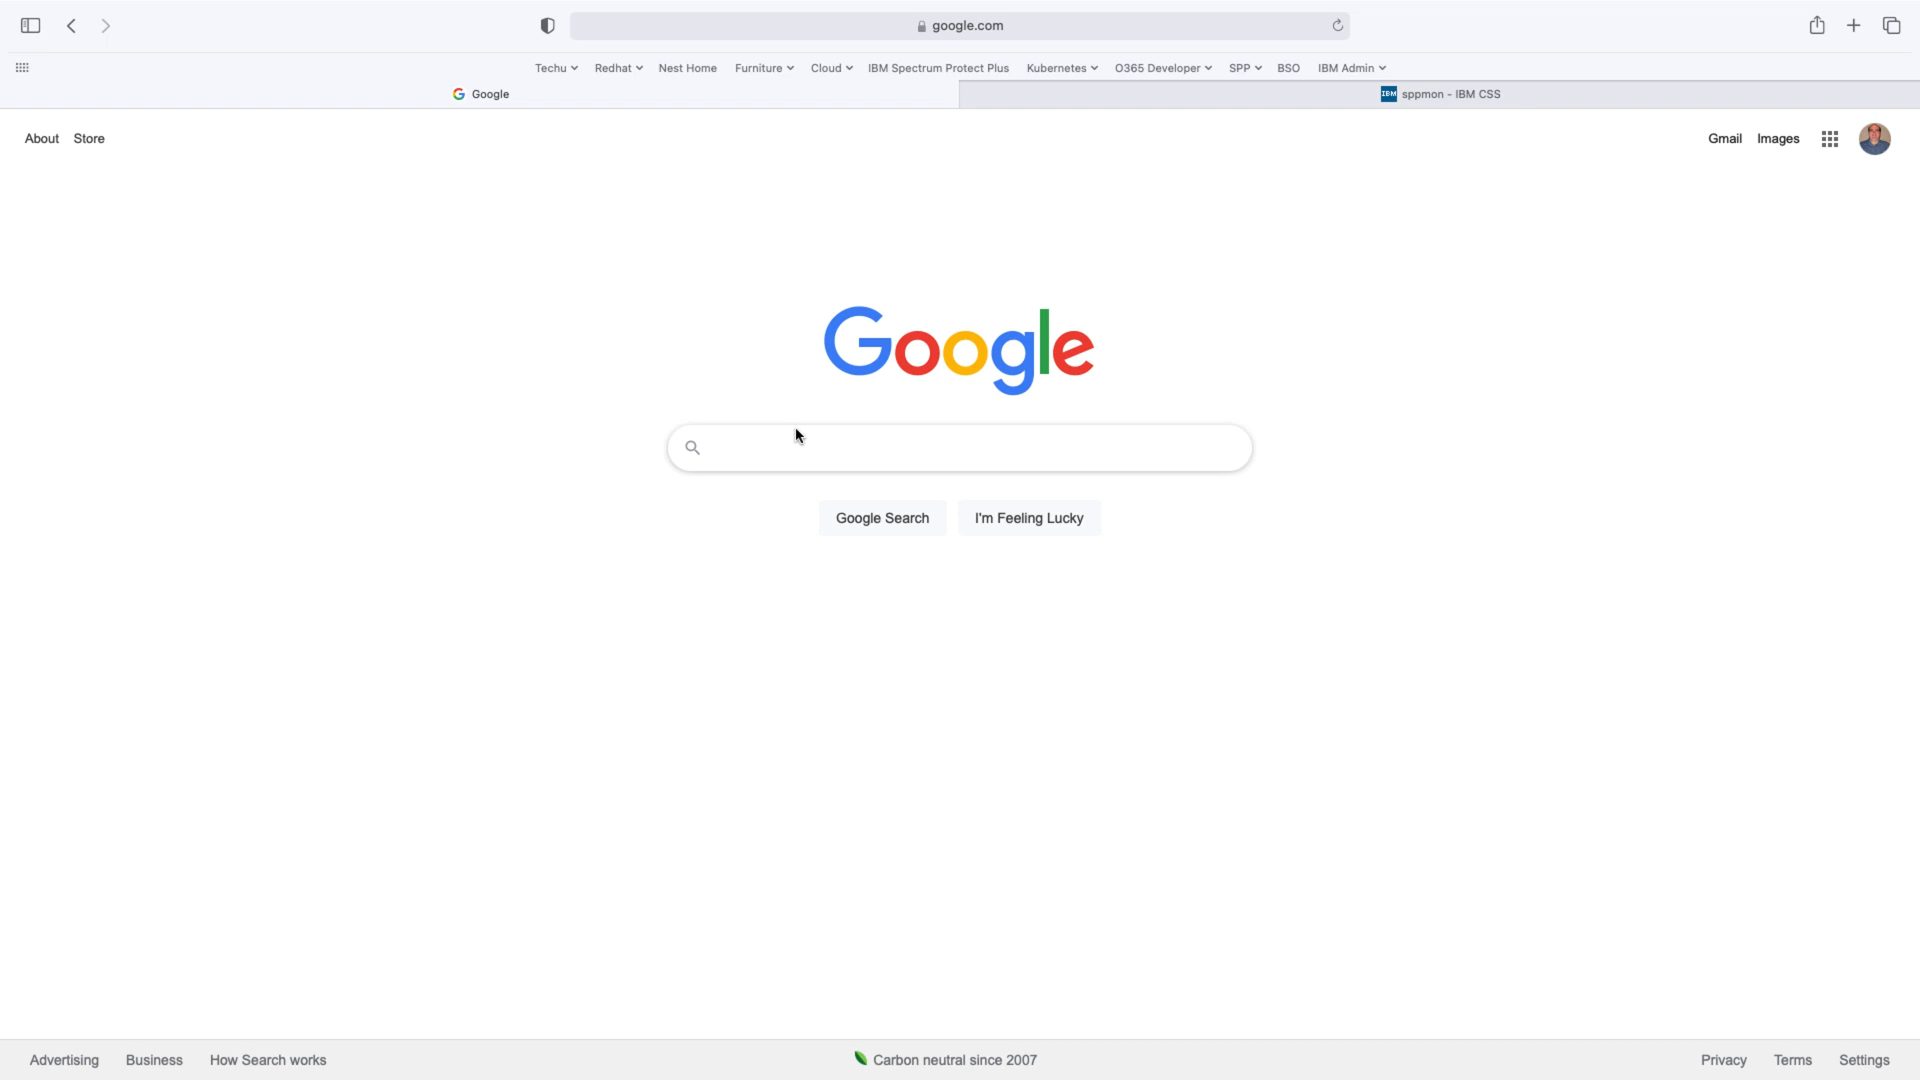 google.com
Techu Redhat Nest Home Furniture Cloud IBM Spectrum Protect Plus Kubernetes O365 Developer SPP BSO IBM Admin
Google IBM sppmon - IBM CSS
About Store Gmail Images
Google
Google Search I'm Feeling Lucky
Advertising Business How Search works Carbon neutral since 2007 Privacy Terms Settings